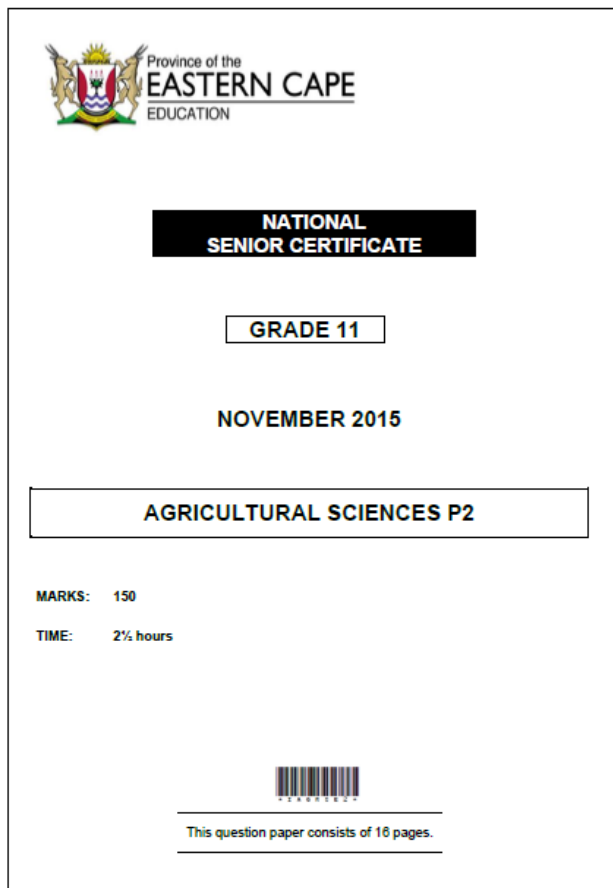 Province of the
EASTERN CAPE
EDUCATION
NATIONAL
SENIOR CERTIFICATE
GRADE 11
NOVEMBER 2015
AGRICULTURAL SCIENCES P2
MARKS: 150
TIME: 2½ hours
This question paper consists of 16 pages.